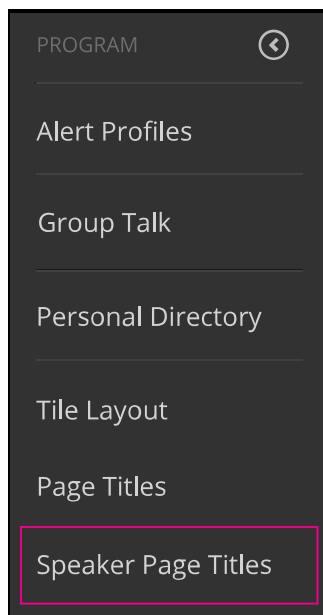 PROGRAM
Alert Profiles
Group Talk
Personal Directory
Tile Layout
Page Titles
Speaker Page Titles